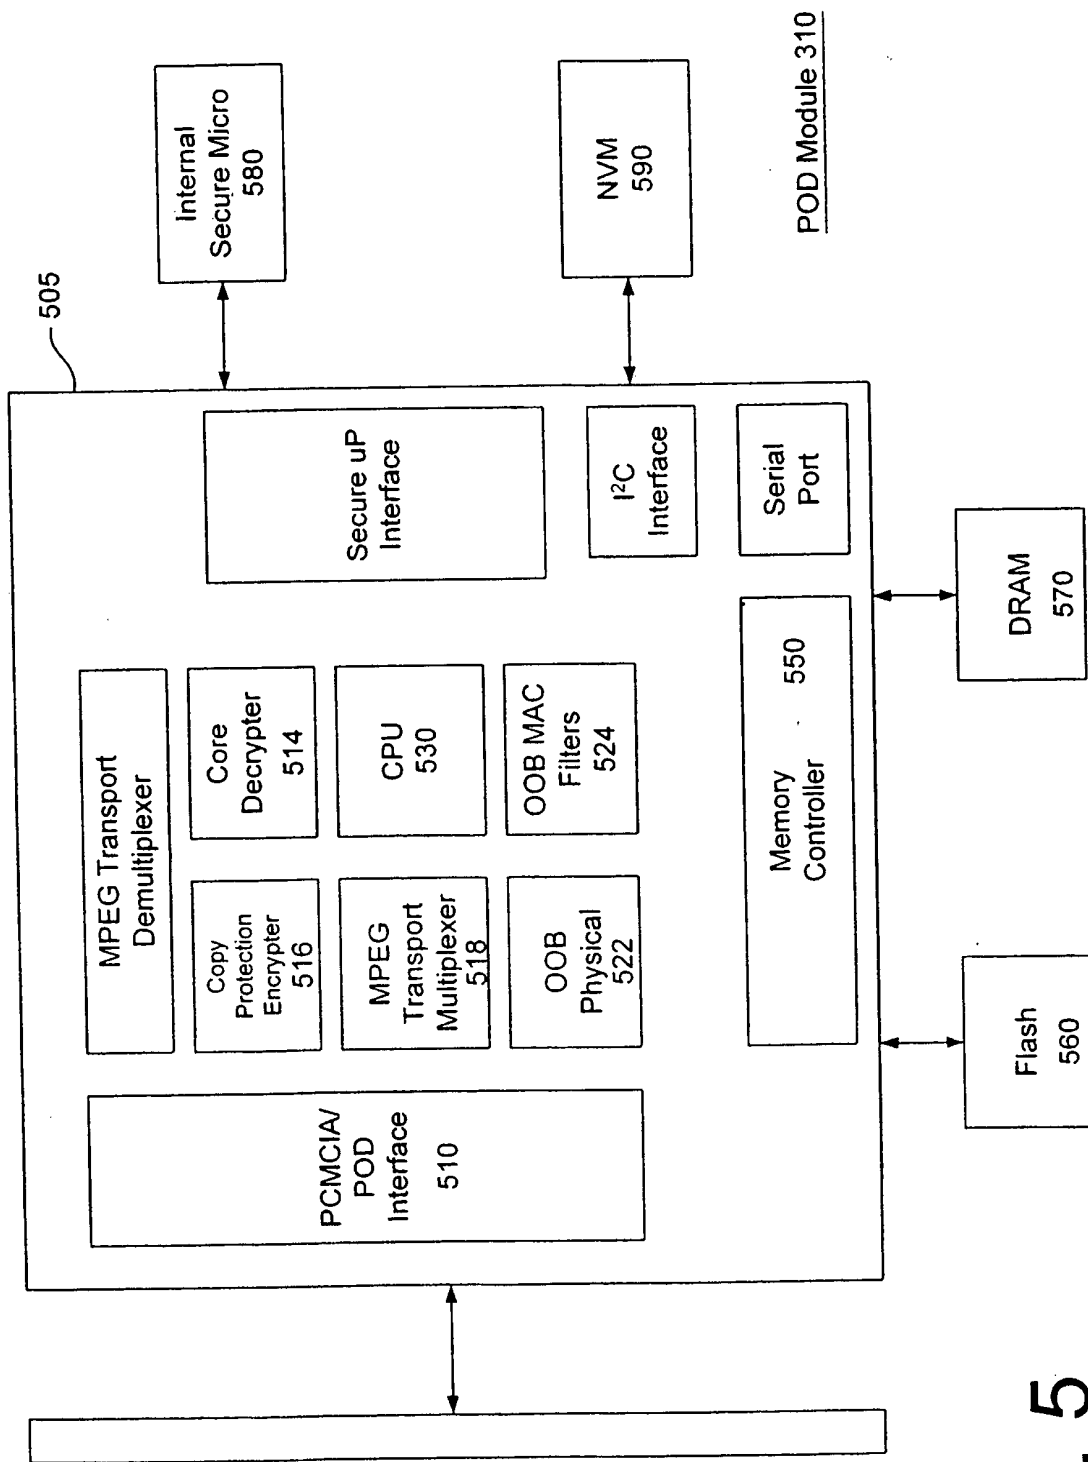 505
PCMCIA/
POD
Interface
510
MPEG Transport
Demultiplexer
Copy
Protection
Encrypter
516
Core
Decrypter
514
MPEG
Transport
Multiplexer
518
CPU
530
OOB
Physical
522
OOB MAC
Filters
524
Secure uP
Interface
I²C
Interface
Serial
Port
Memory
Controller
550
Internal
Secure Micro
580
NVM
590
Flash
560
DRAM
570
POD Module 310
5